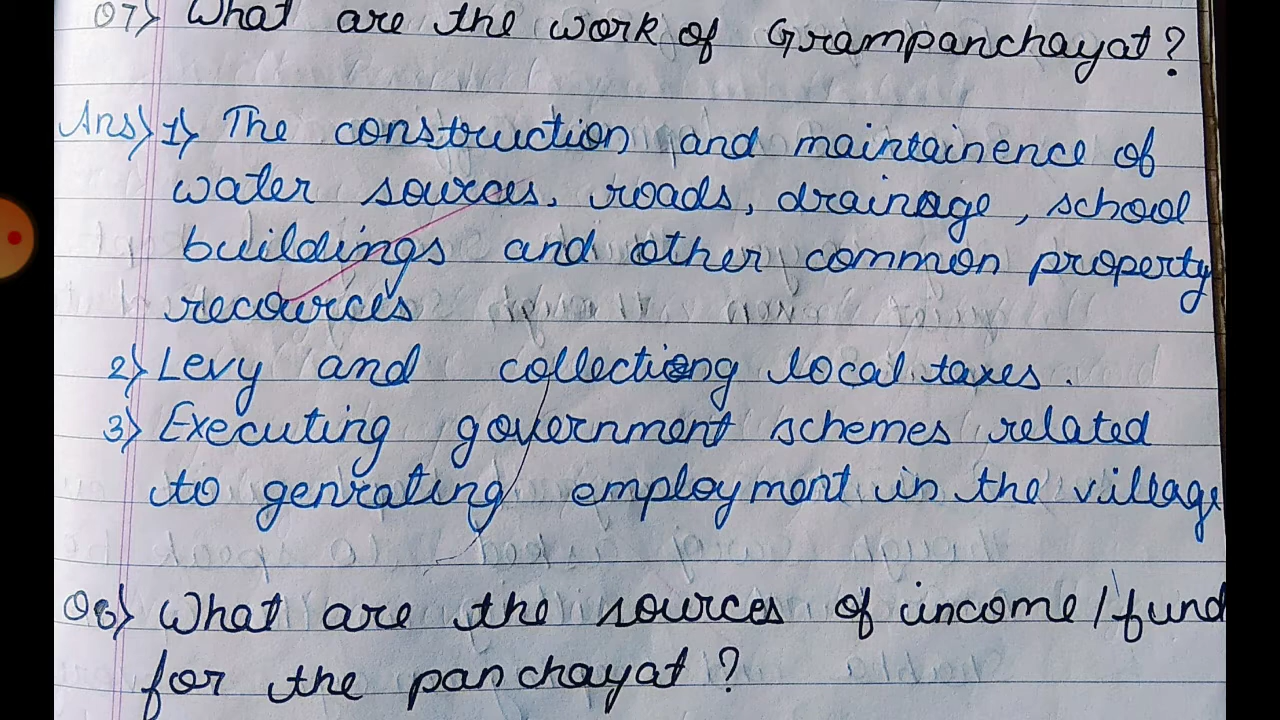 Q7) What are the work of Grampanchayat?
Ans) 1) The construction and maintainence of
water sources, roads, drainage, school
buildings and other common property
recources
2) Levy and collecting local taxes.
3) Executing government schemes related
to genrating employment in the village
Q8) What are the sources of income/fund
for the panchayat?